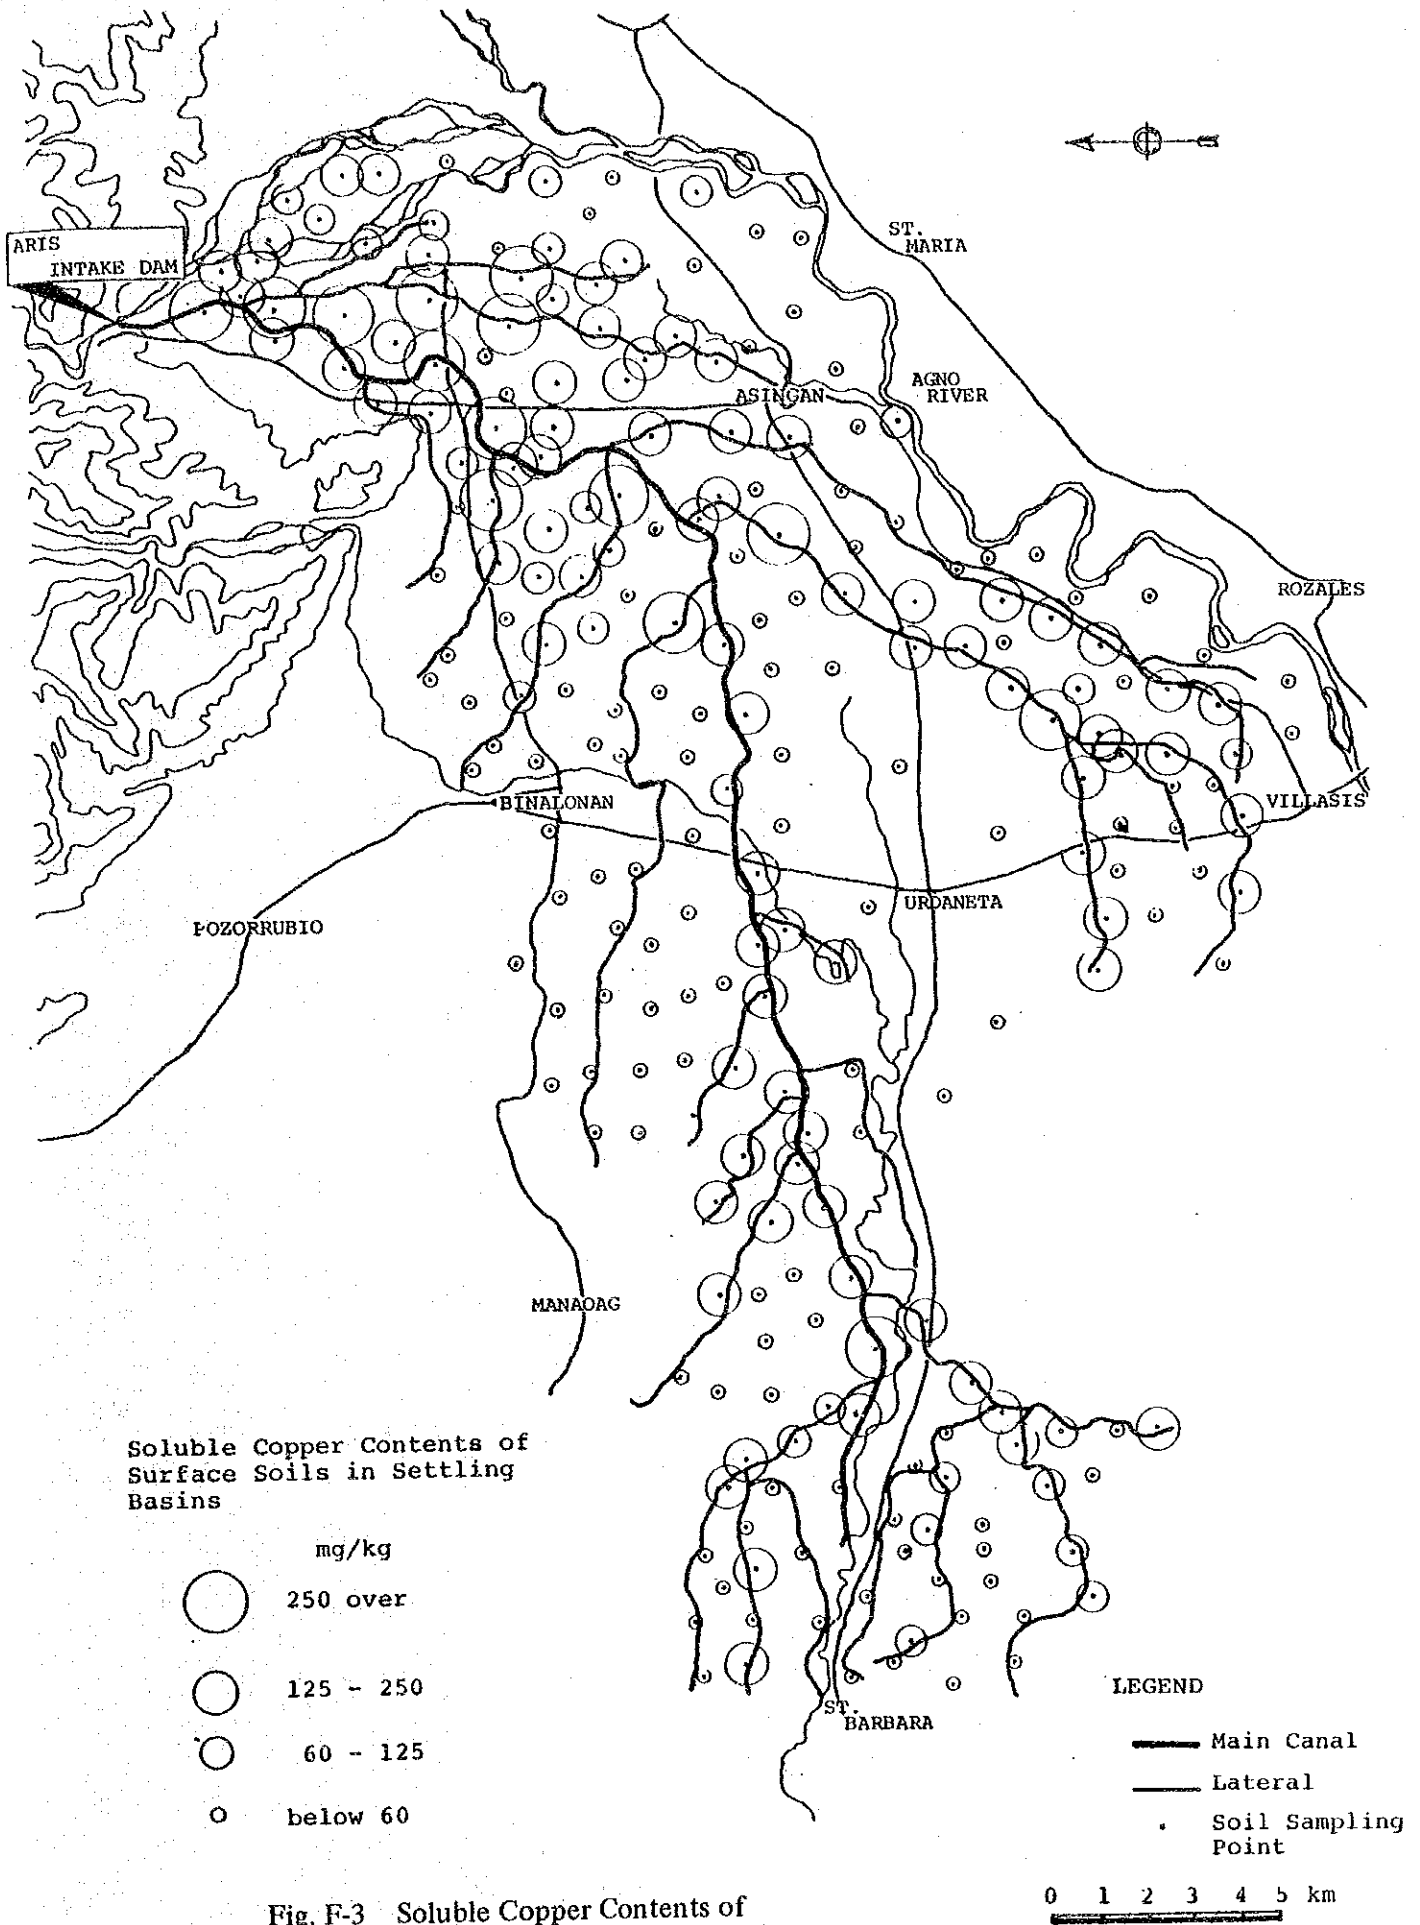 ARIS
INTAKE DAM
ST.
MARIA
AGNO
RIVER
ASINGAN
ROZALES
BINALONAN
VILLASIS
URDANETA
POZORRUBIO
MANAOAG
Soluble Copper Contents of
Surface Soils in Settling
Basins
mg/kg
250 over
125 - 250
60 - 125
below 60
ST.
BARBARA
LEGEND
Main Canal
Lateral
Soil Sampling
Point
0 1 2 3 4 5 km
Fig. F-3 Soluble Copper Contents of